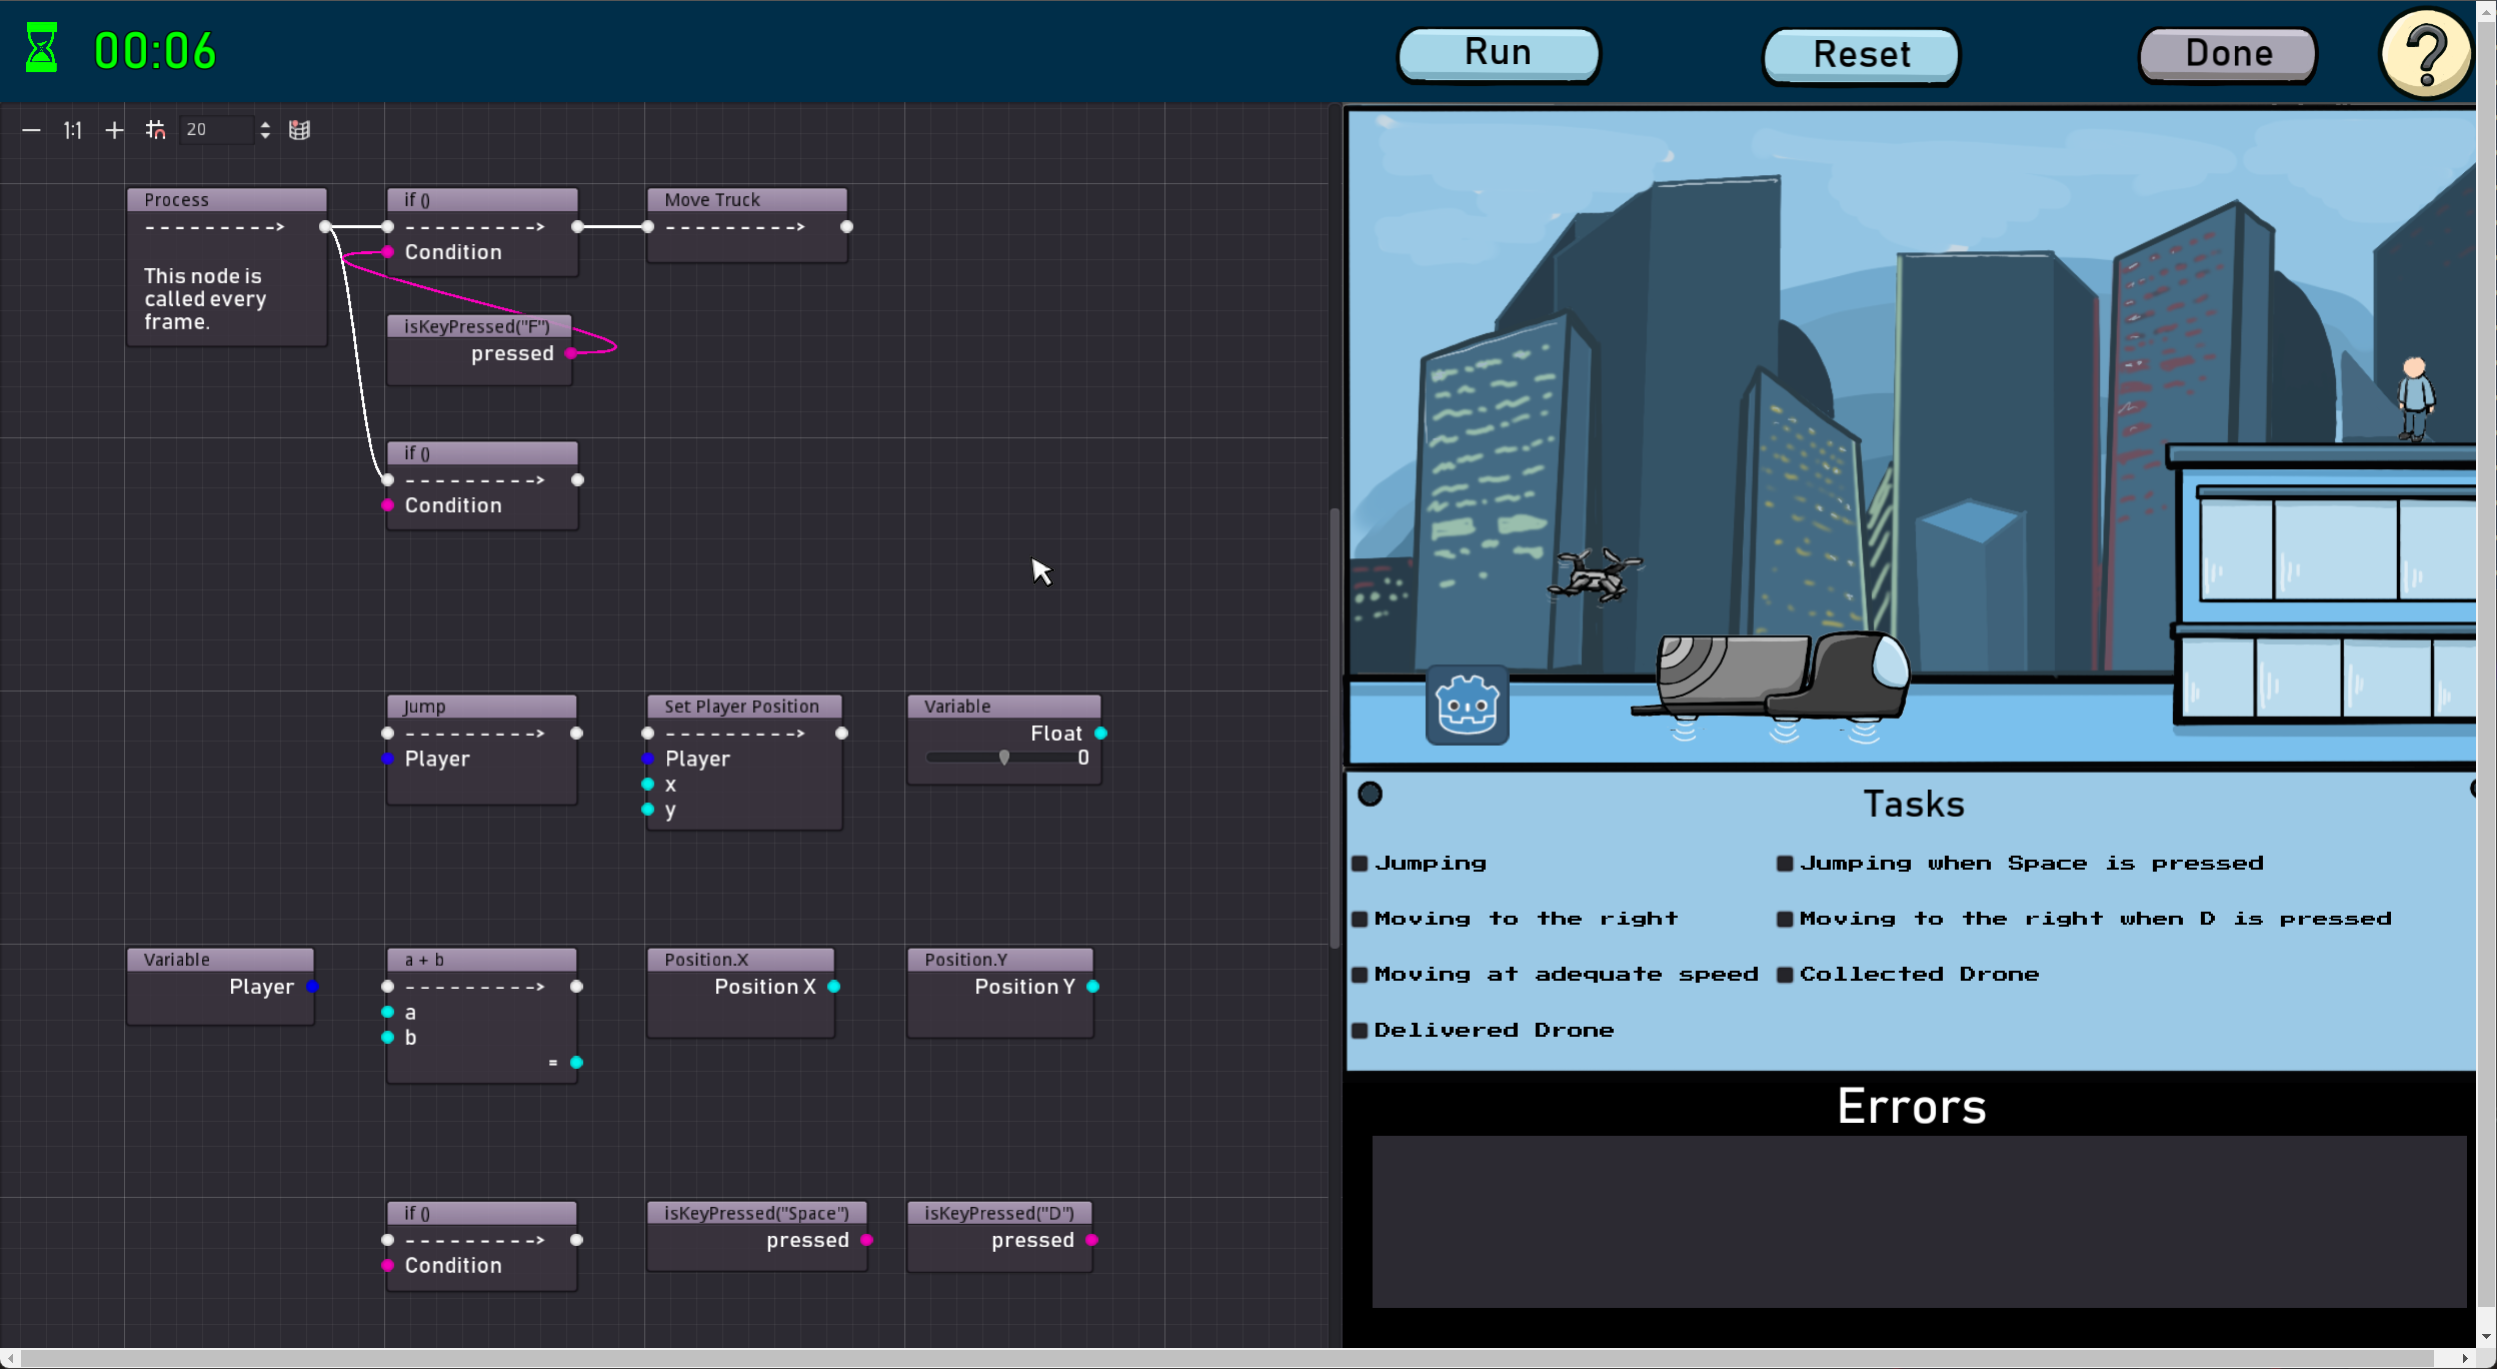 00:06
Run
Reset
Done
?
1:1
20
Process
--------->
This node is
called every
frame.
if ()
--------->
Condition
Move Truck
--------->
isKeyPressed("F")
pressed
if ()
--------->
Condition
Jump
--------->
Player
Set Player Position
--------->
Player
x
y
Variable
Float
0
Variable
Player
a + b
--------->
a
b
=
Position.X
Position X
Position.Y
Position Y
if ()
--------->
Condition
isKeyPressed("Space")
pressed
isKeyPressed("D")
pressed
Tasks
Jumping
Jumping when Space is pressed
Moving to the right
Moving to the right when D is pressed
Moving at adequate speed
Collected Drone
Delivered Drone
Errors